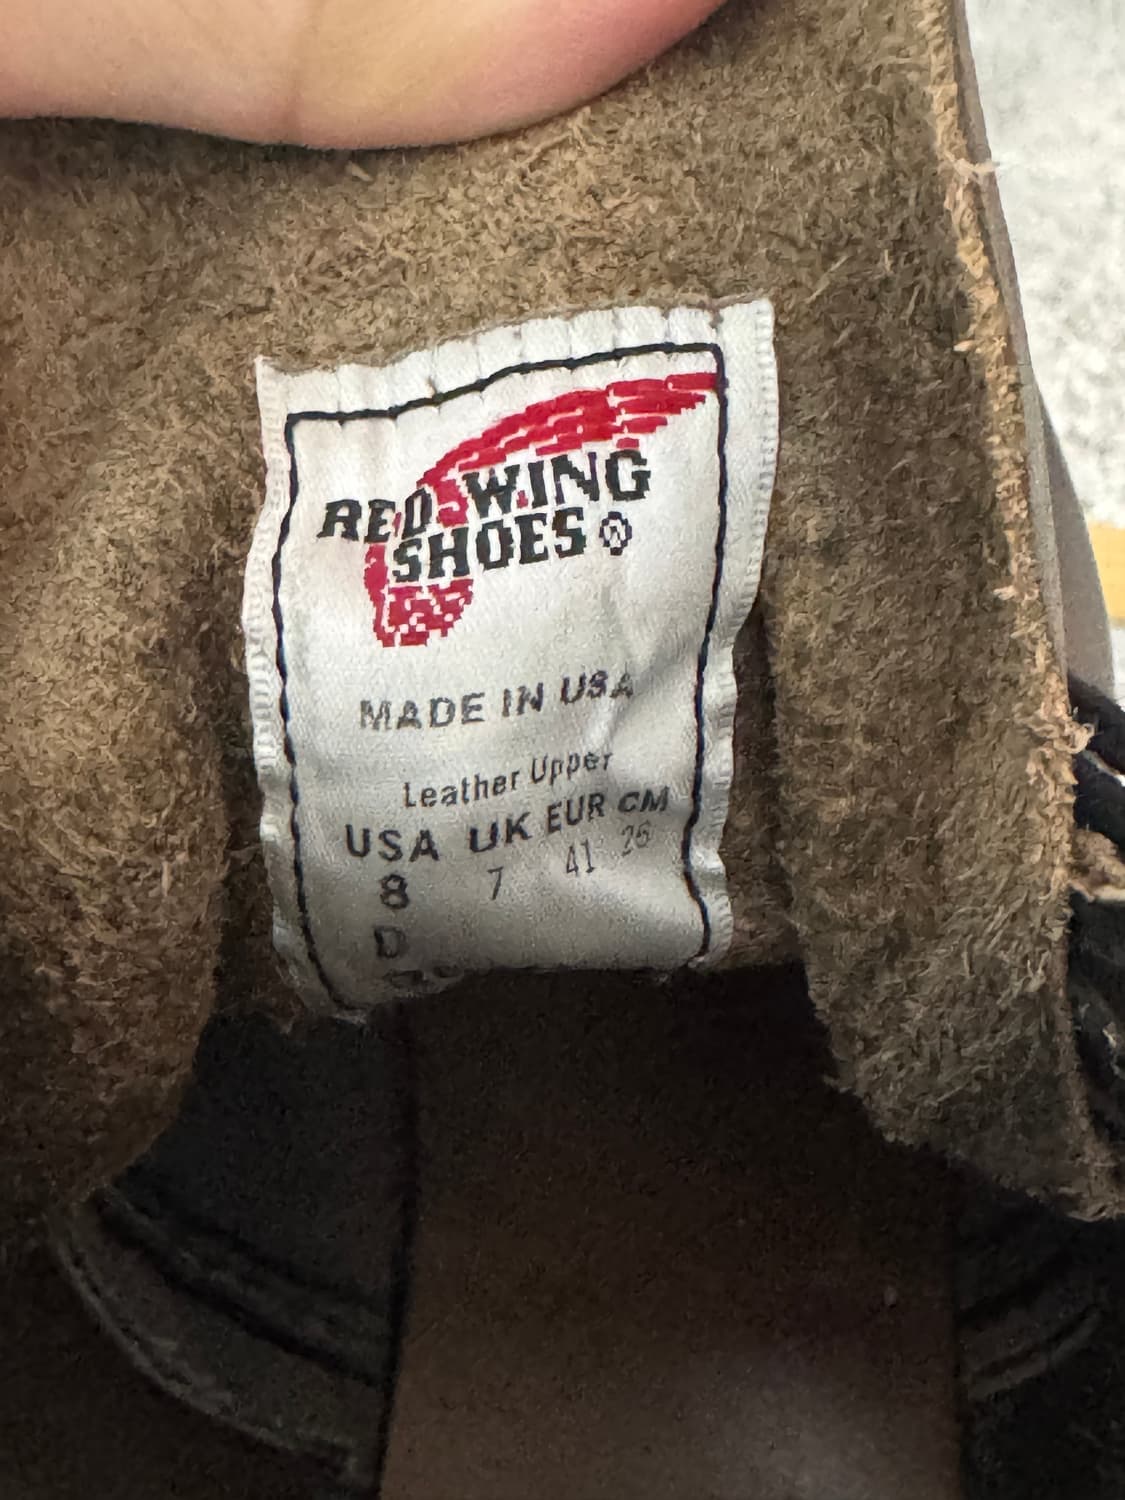 RED WING
SHOES®
MADE IN USA
Leather Upper
USA UK EUR CM
8 7 41 26
D